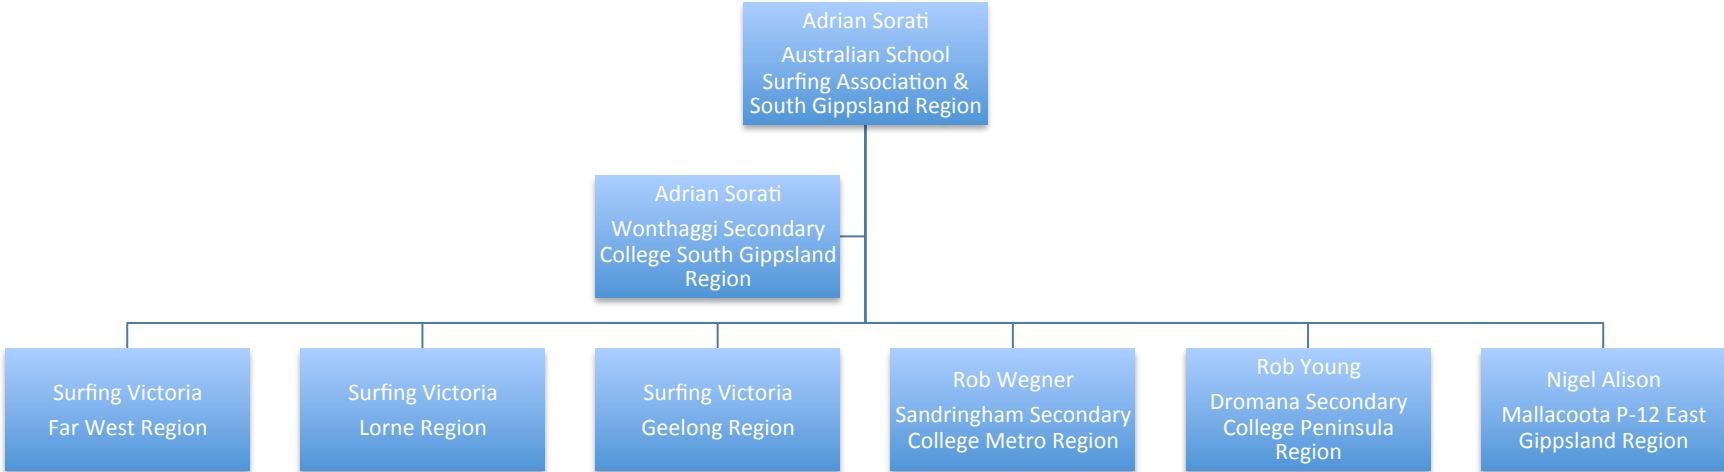 Adrian Sorati
Australian School
Surfing Association &
South Gippsland Region
Adrian Sorati
Wonthaggi Secondary
College South Gippsland
Region
Surfing Victoria
Far West Region
Surfing Victoria
Lorne Region
Surfing Victoria
Geelong Region
Rob Wegner
Sandringham Secondary
College Metro Region
Rob Young
Dromana Secondary
College Peninsula
Region
Nigel Alison
Mallacoota P-12 East
Gippsland Region